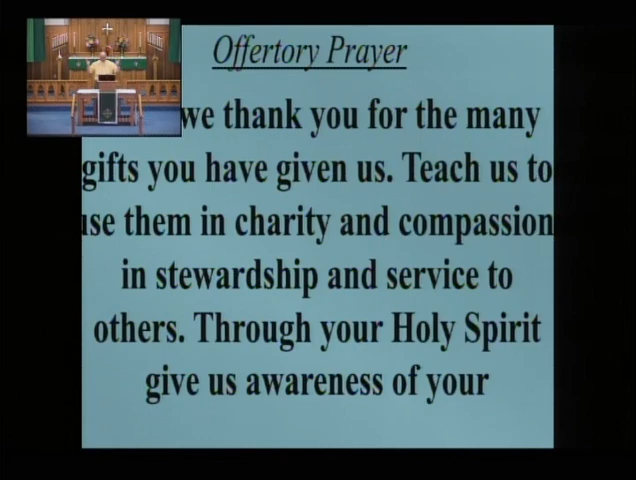 Offertory Prayer
we thank you for the many
gifts you have given us. Teach us to
use them in charity and compassion
in stewardship and service to
others. Through your Holy Spirit
give us awareness of your